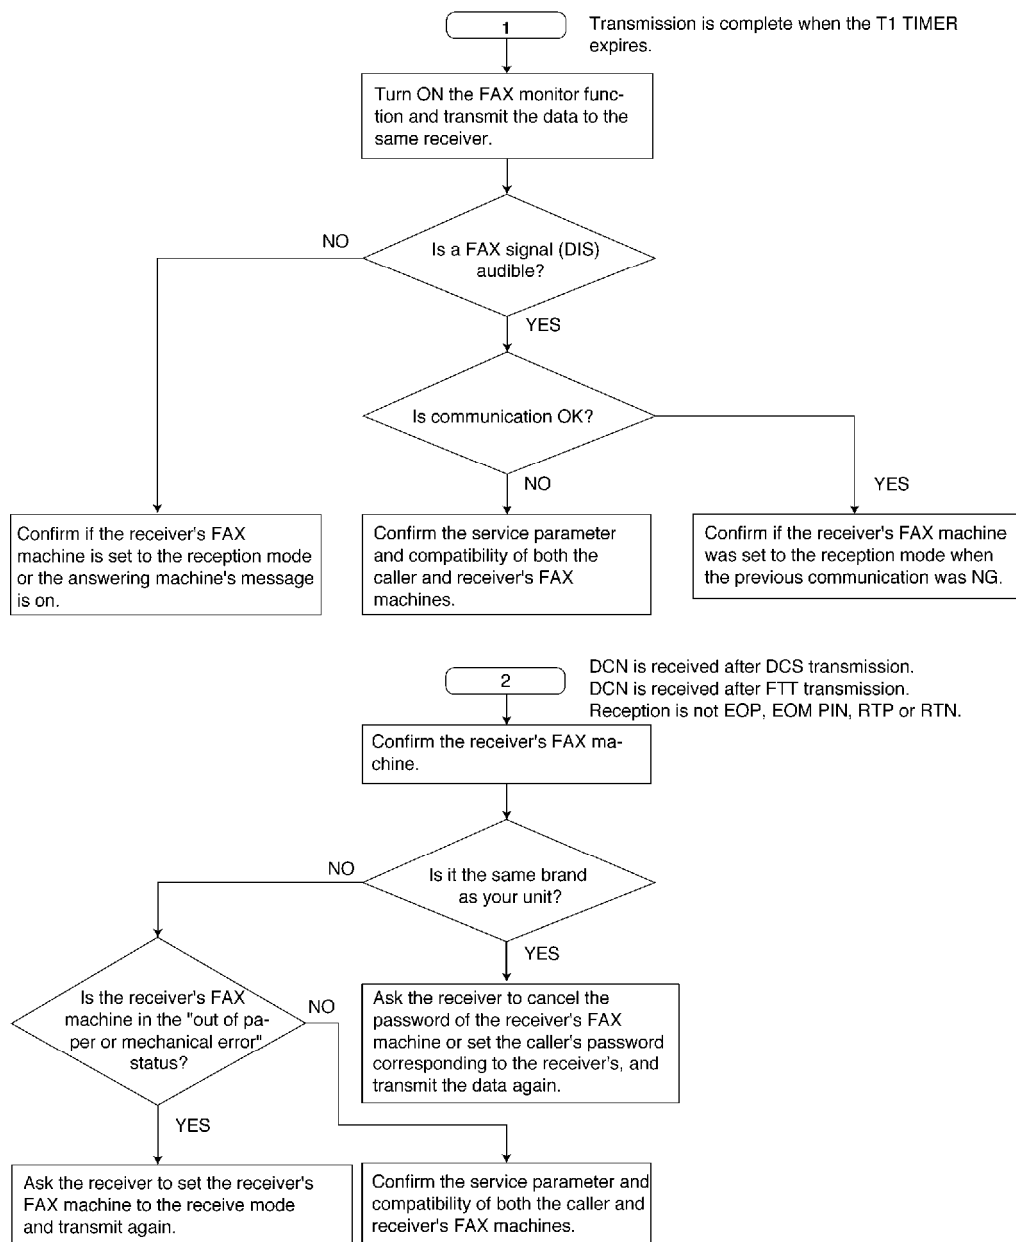 1
Transmission is complete when the T1 TIMER
expires.
Turn ON the FAX monitor func-
tion and transmit the data to the
same receiver.
NO
Is a FAX signal (DIS)
audible?
YES
Is communication OK?
NO
YES
Confirm if the receiver's FAX
machine is set to the reception mode
or the answering machine's message
is on.
Confirm the service parameter
and compatibility of both the
caller and receiver's FAX
machines.
Confirm if the receiver's FAX machine
was set to the reception mode when
the previous communication was NG.
2
DCN is received after DCS transmission.
DCN is received after FTT transmission.
Reception is not EOP, EOM PIN, RTP or RTN.
Confirm the receiver's FAX ma-
chine.
NO
Is it the same brand
as your unit?
YES
Is the receiver's FAX
machine in the "out of pa-
per or mechanical error"
status?
NO
Ask the receiver to cancel the
password of the receiver's FAX
machine or set the caller's password
corresponding to the receiver's, and
transmit the data again.
YES
Ask the receiver to set the receiver's
FAX machine to the receive mode
and transmit again.
Confirm the service parameter and
compatibility of both the caller and
receiver's FAX machines.